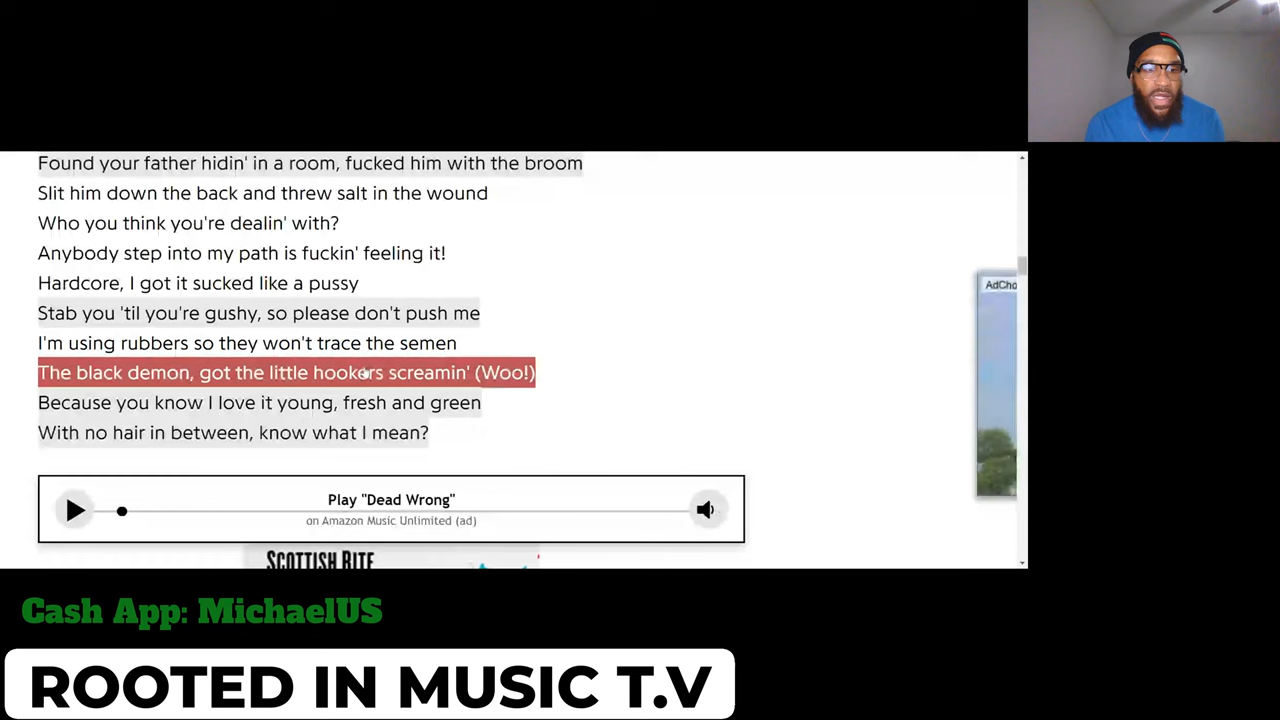 Found your father hidin' in a room, fucked him with the broom
Slit him down the back and threw salt in the wound
Who you think you're dealin' with?
Anybody step into my path is fuckin' feeling it!
Hardcore, I got it sucked like a pussy
Stab you 'til you're gushy, so please don't push me
I'm using rubbers so they won't trace the semen
The black demon, got the little hookers screamin' (Woo!)
Because you know I love it young, fresh and green
With no hair in between, know what I mean?
AdCho
Play "Dead Wrong"
on Amazon Music Unlimited (ad)
SCOTTISH RITE
Cash App: MichaelUS
ROOTED IN MUSIC T.V